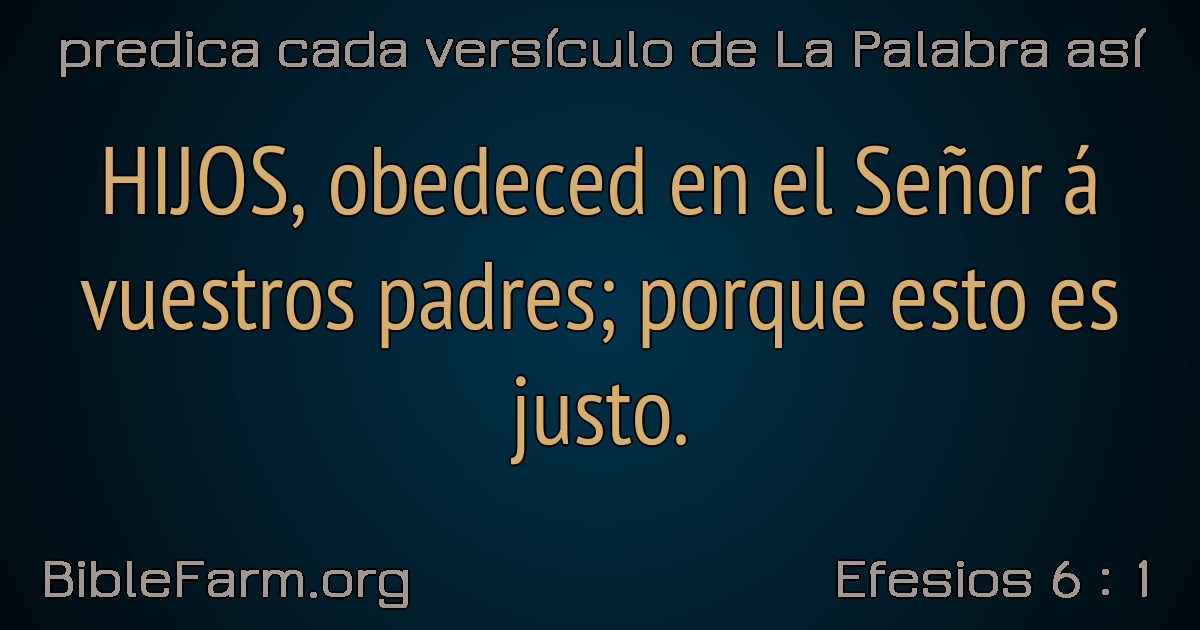 predica cada versículo de La Palabra así
HIJOS, obedeced en el Señor á
vuestros padres; porque esto es
justo.
BibleFarm.org
Efesios 6 : 1